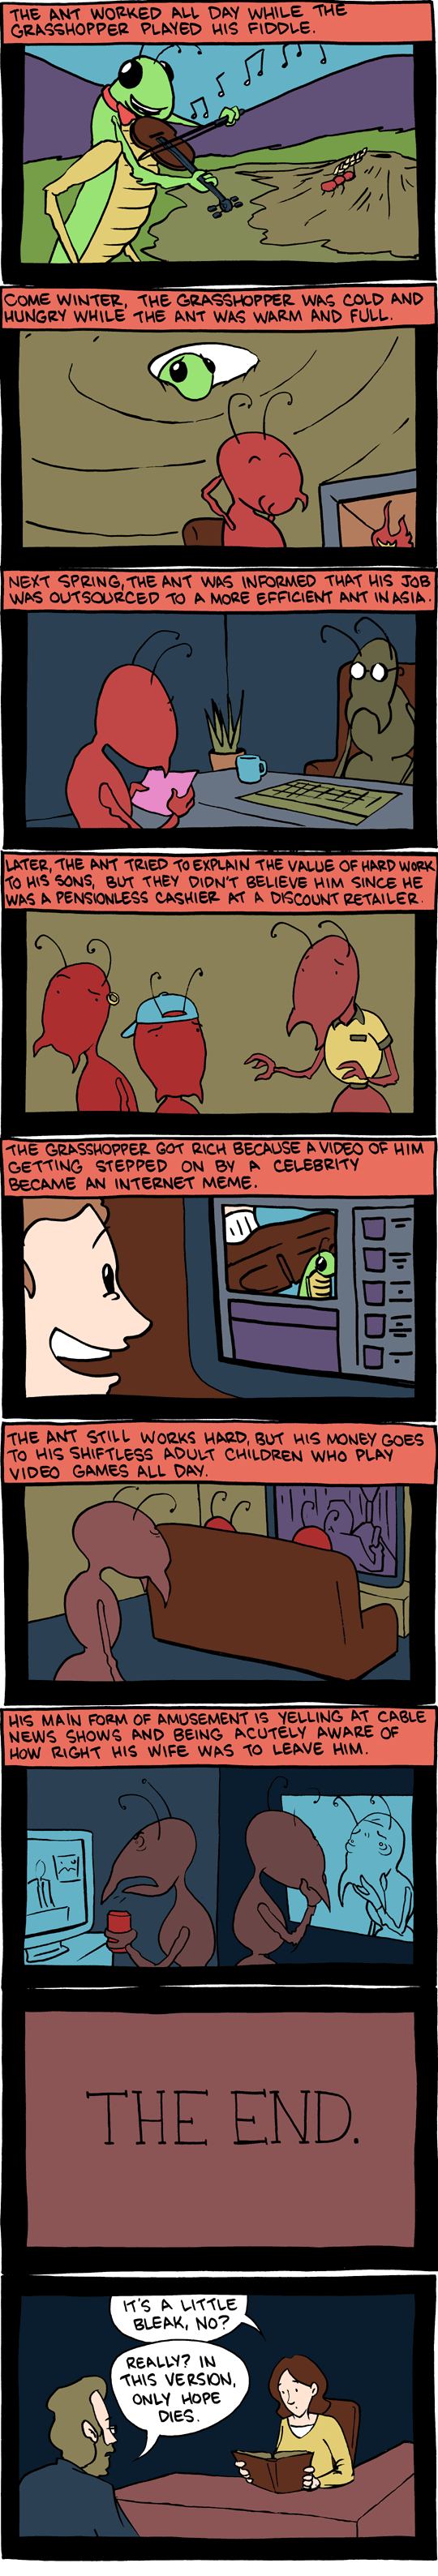 THE ANT WORKED ALL DAY WHILE THE
GRASSHOPPER PLAYED HIS FIDDLE.
COME WINTER, THE GRASSHOPPER WAS COLD AND
HUNGRY WHILE THE ANT WAS WARM AND FULL.
NEXT SPRING, THE ANT WAS INFORMED THAT HIS JOB
WAS OUTSOURCED TO A MORE EFFICIENT ANT IN ASIA.
LATER, THE ANT TRIED TO EXPLAIN THE VALUE OF HARD WORK
TO HIS SONS, BUT THEY DIDN'T BELIEVE HIM SINCE HE
WAS A PENSIONLESS CASHIER AT A DISCOUNT RETAILER.
THE GRASSHOPPER GOT RICH BECAUSE A VIDEO OF HIM
GETTING STEPPED ON BY A CELEBRITY
BECAME AN INTERNET MEME.
THE ANT STILL WORKS HARD, BUT HIS MONEY GOES
TO HIS SHIFTLESS ADULT CHILDREN WHO PLAY
VIDEO GAMES ALL DAY.
HIS MAIN FORM OF AMUSEMENT IS YELLING AT CABLE
NEWS SHOWS AND BEING ACUTELY AWARE OF
HOW RIGHT HIS WIFE WAS TO LEAVE HIM.
THE END.
IT'S A LITTLE
BLEAK, NO?
REALLY? IN
THIS VERSION,
ONLY HOPE
DIES.